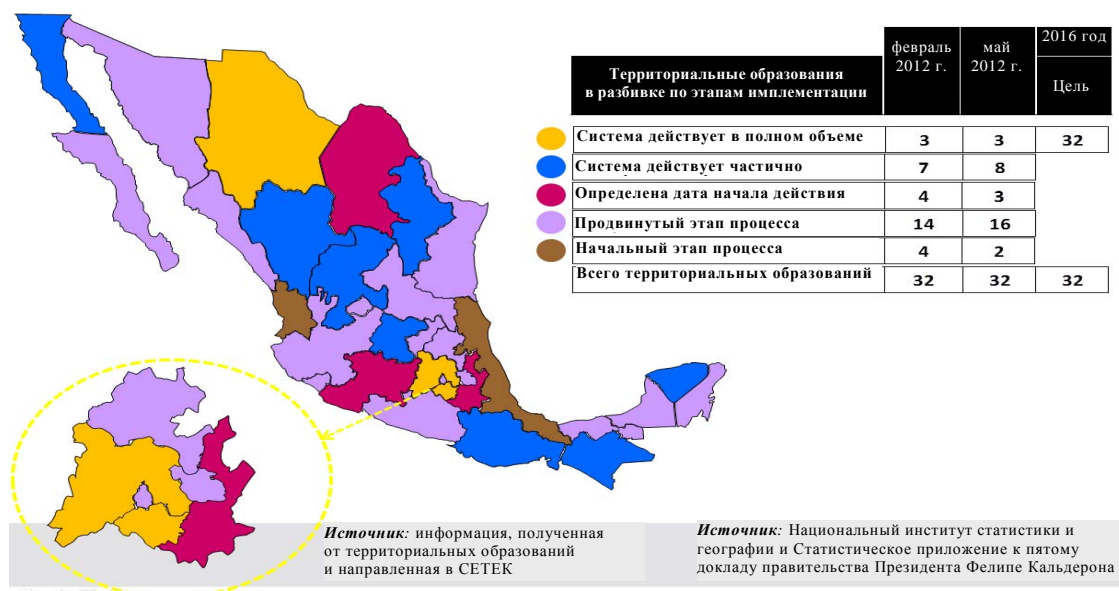 Территориальные образования
в разбивке по этапам имплементации
февраль
2012 г.
май
2012 г.
2016 год
Цель
Система действует в полном объеме 3 3 32
Система действует частично 7 8
Определена дата начала действия 4 3
Продвинутый этап процесса 14 16
Начальный этап процесса 4 2
Всего территориальных образований 32 32 32
Источник: информация, полученная
от территориальных образований
и направленная в СЕТЕК
Источник: Национальный институт статистики и
географии и Статистическое приложение к пятому
докладу правительства Президента Фелипе Кальдерона